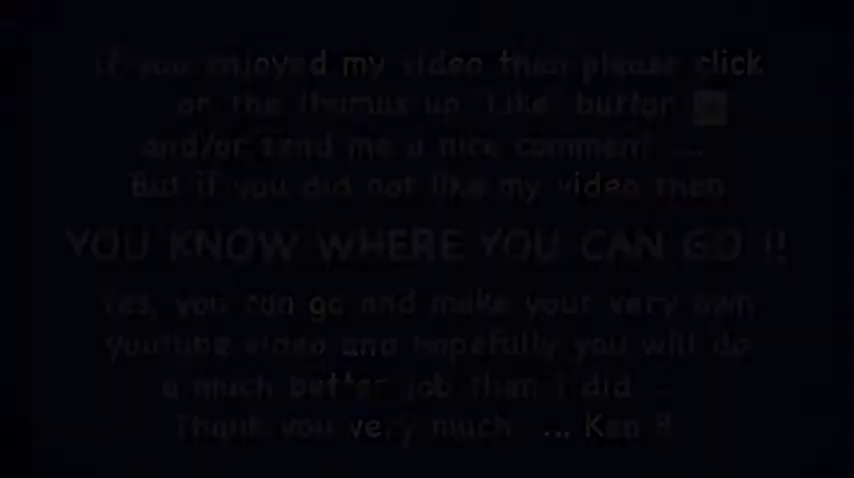 If you enjoyed my video then please click
on the thumbs up "Like" button
and/or send me a nice comment ...
But if you did not like my video then
YOU KNOW WHERE YOU CAN GO !!
Yes, you can go and make your very own
youtube video and hopefully you will do
a much better job than I did ...
Thank you very much ... Ken